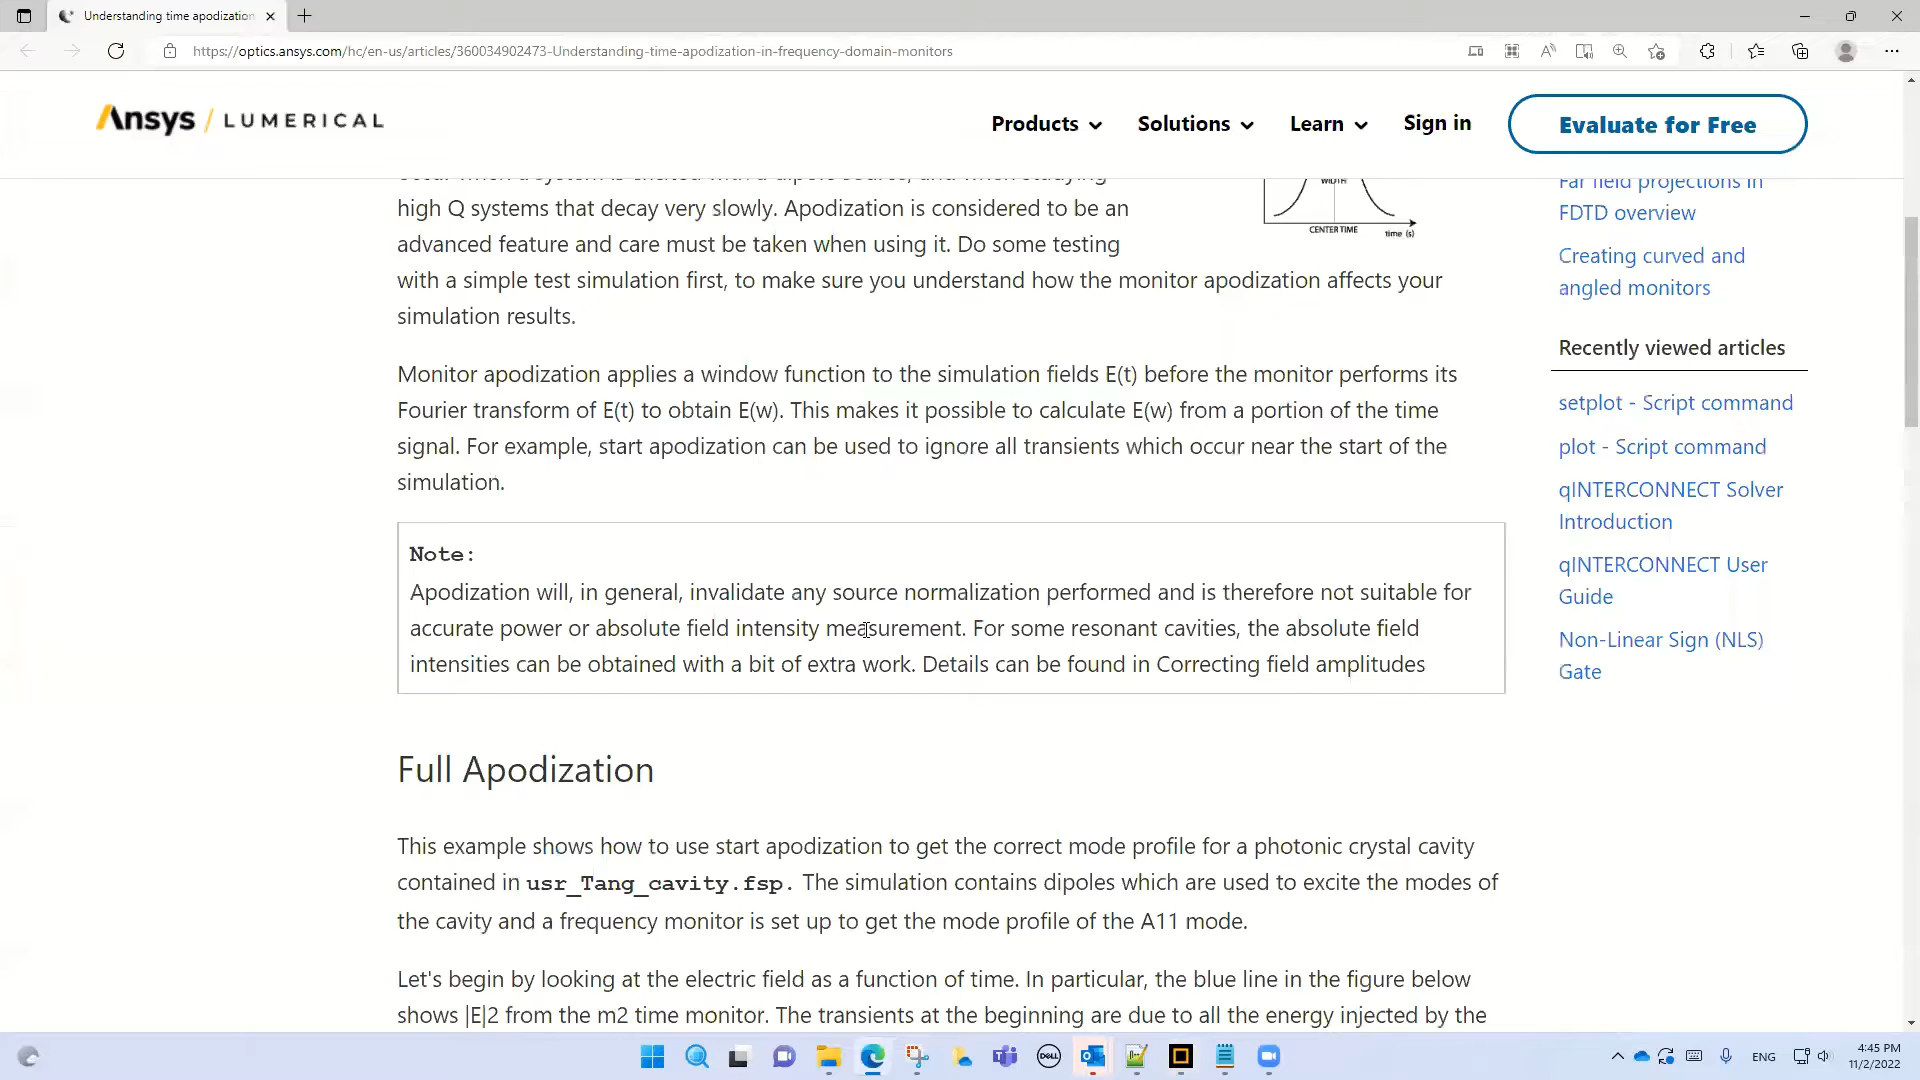 Understanding time apodization
https://optics.ansys.com/hc/en-us/articles/360034902473-Understanding-time-apodization-in-frequency-domain-monitors
Ansys / LUMERICAL
Products
Solutions
Learn
Sign in
Evaluate for Free
high Q systems that decay very slowly. Apodization is considered to be an
advanced feature and care must be taken when using it. Do some testing
with a simple test simulation first, to make sure you understand how the monitor apodization affects your
simulation results.
WIDTH
CENTER TIME
time (s)
Monitor apodization applies a window function to the simulation fields E(t) before the monitor performs its
Fourier transform of E(t) to obtain E(w). This makes it possible to calculate E(w) from a portion of the time
signal. For example, start apodization can be used to ignore all transients which occur near the start of the
simulation.
Note:
Apodization will, in general, invalidate any source normalization performed and is therefore not suitable for
accurate power or absolute field intensity measurement. For some resonant cavities, the absolute field
intensities can be obtained with a bit of extra work. Details can be found in Correcting field amplitudes
Full Apodization
This example shows how to use start apodization to get the correct mode profile for a photonic crystal cavity
contained in usr_Tang_cavity.fsp. The simulation contains dipoles which are used to excite the modes of
the cavity and a frequency monitor is set up to get the mode profile of the A11 mode.
Let's begin by looking at the electric field as a function of time. In particular, the blue line in the figure below
shows |E|2 from the m2 time monitor. The transients at the beginning are due to all the energy injected by the
Far field projections in
FDTD overview
Creating curved and
angled monitors
Recently viewed articles
setplot - Script command
plot - Script command
qINTERCONNECT Solver
Introduction
qINTERCONNECT User
Guide
Non-Linear Sign (NLS)
Gate
DELL
ENG
4:45 PM
11/2/2022